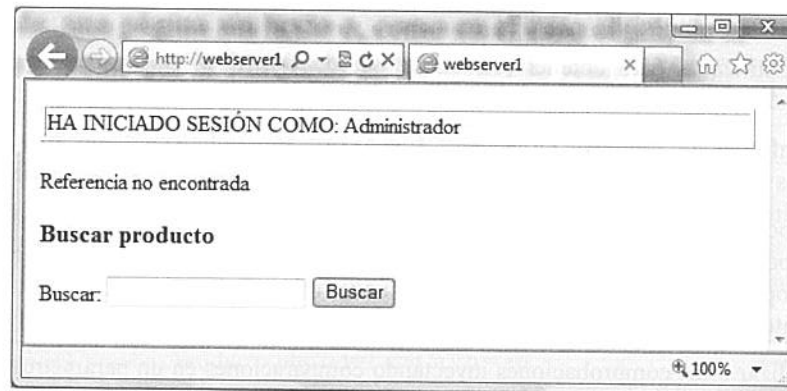 http://webserver1
webserver1
HA INICIADO SESIÓN COMO: Administrador
Referencia no encontrada
Buscar producto
Buscar:
Buscar
100%